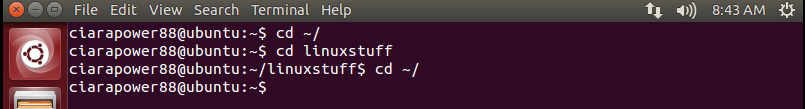 File Edit View Search Terminal Help 8:43 AM
ciarapower88@ubuntu:~$ cd ~/
ciarapower88@ubuntu:~$ cd linuxstuff
ciarapower88@ubuntu:~/linuxstuff$ cd ~/
ciarapower88@ubuntu:~$